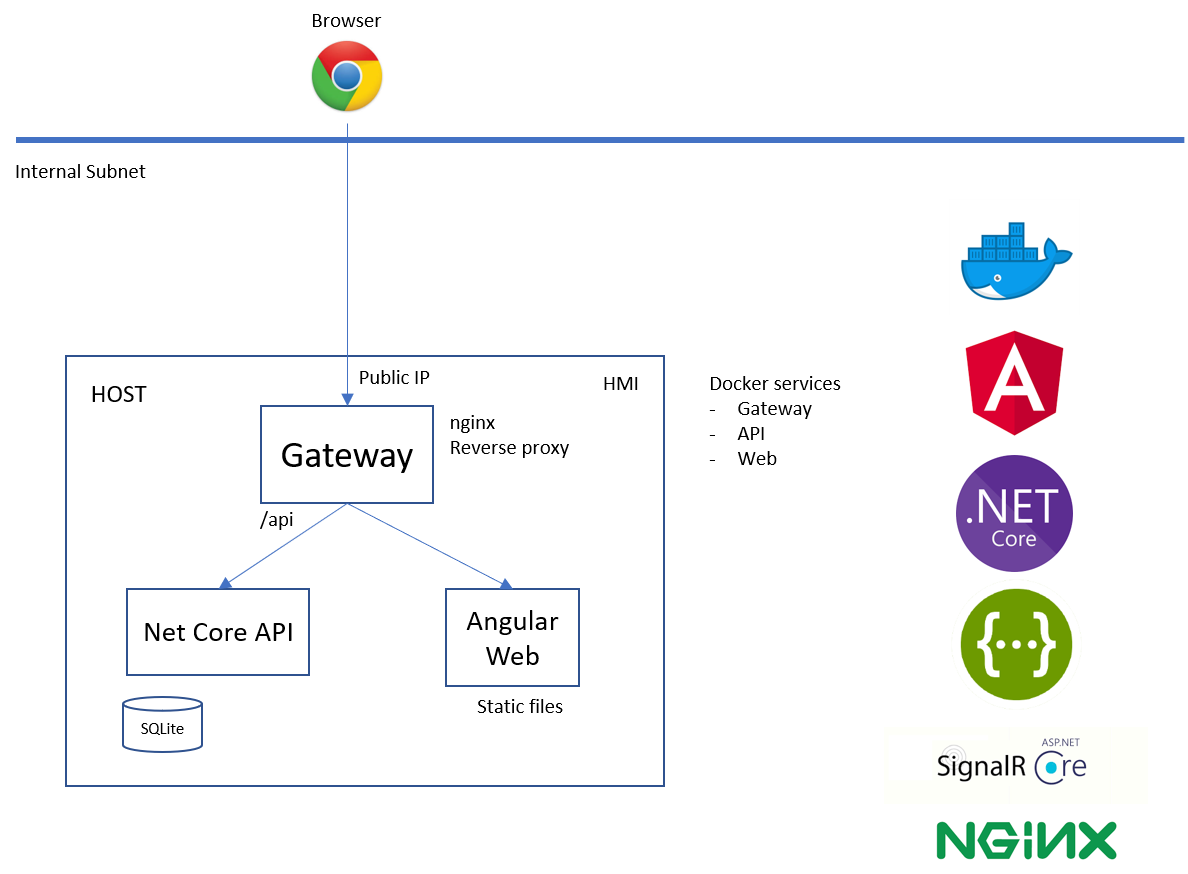 Browser
Internal Subnet
HOST
Public IP
HMI
Gateway
nginx
Reverse proxy
/api
Net Core API
Angular
Web
SQLite
Static files
Docker services
- Gateway
- API
- Web
A
.NET
Core
{···}
ASP.NET
SignalR Core
NGINX